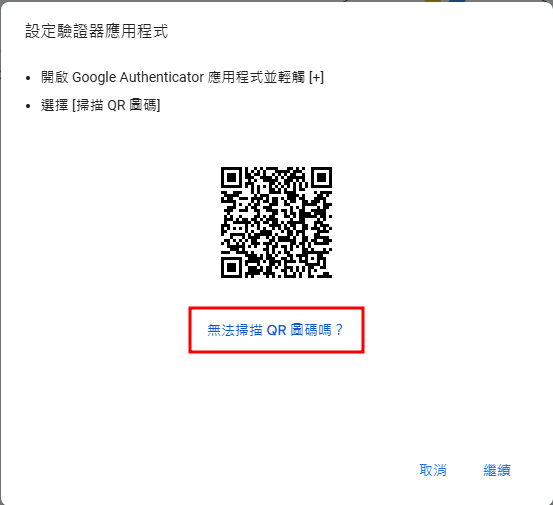 設定驗證器應用程式
• 開啟 Google Authenticator 應用程式並輕觸 [+]
• 選擇 [掃描 QR 圖碼]
無法掃描 QR 圖碼嗎？
取消 繼續